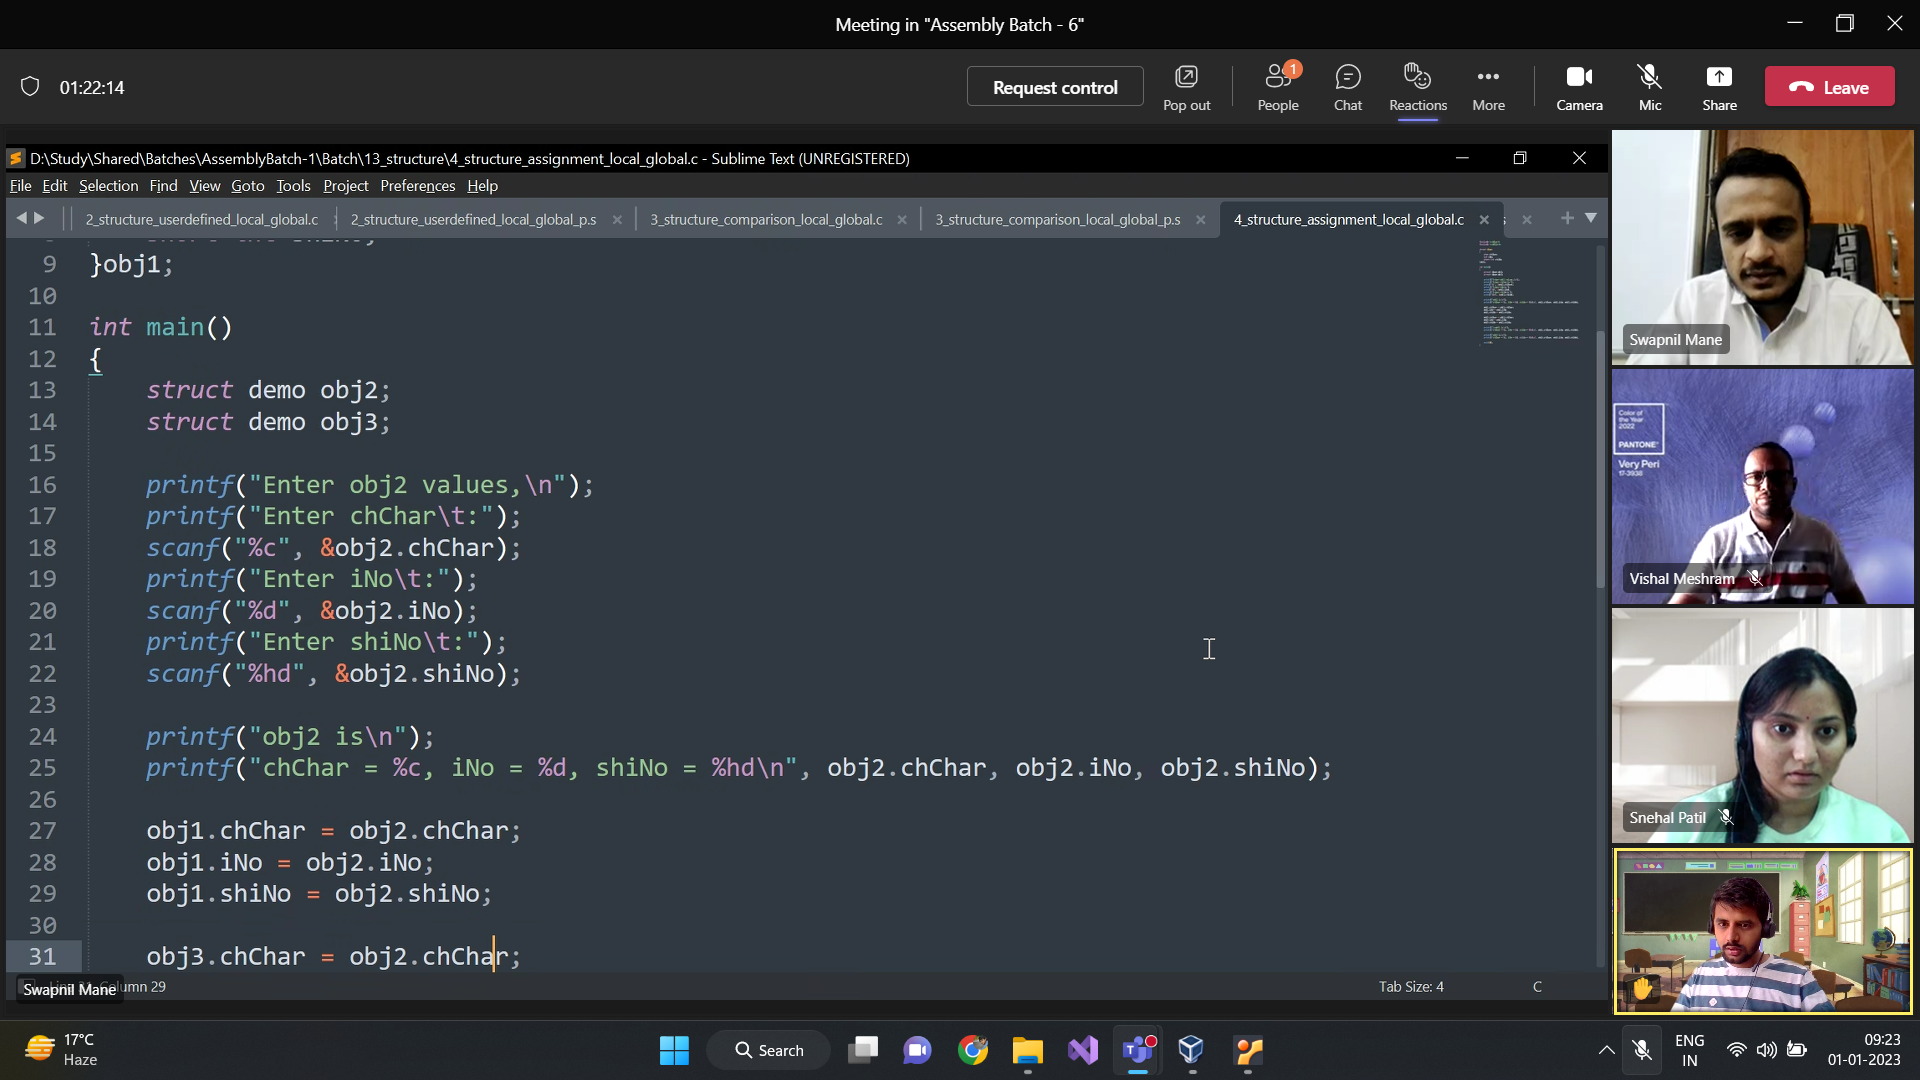 Meeting in "Assembly Batch - 6"
01:22:14
Request control
Pop out
1
People
Chat
Reactions
More
Camera
Mic
Share
Leave
D:\Study\Shared\Batches\AssemblyBatch-1\Batch\13_structure\4_structure_assignment_local_global.c - Sublime Text (UNREGISTERED)
File Edit Selection Find View Goto Tools Project Preferences Help
2_structure_userdefined_local_global.c
2_structure_userdefined_local_global_p.s
3_structure_comparison_local_global.c
3_structure_comparison_local_global_p.s
4_structure_assignment_local_global.c
9 }obj1;
10
11 int main()
12 {
13 struct demo obj2;
14 struct demo obj3;
15
16 printf("Enter obj2 values,\n");
17 printf("Enter chChar\t:");
18 scanf("%c", &obj2.chChar);
19 printf("Enter iNo\t:");
20 scanf("%d", &obj2.iNo);
21 printf("Enter shiNo\t:");
22 scanf("%hd", &obj2.shiNo);
23
24 printf("obj2 is\n");
25 printf("chChar = %c, iNo = %d, shiNo = %hd\n", obj2.chChar, obj2.iNo, obj2.shiNo);
26
27 obj1.chChar = obj2.chChar;
28 obj1.iNo = obj2.iNo;
29 obj1.shiNo = obj2.shiNo;
30
31 obj3.chChar = obj2.chChar;
Swapnil Mane
umn 29
Tab Size: 4
C
Swapnil Mane
Color of
the Year
2022
PANTONE
Very Peri
17-3938
Vishal Meshram
Snehal Patil
17°C
Haze
Search
ENG
IN
09:23
01-01-2023